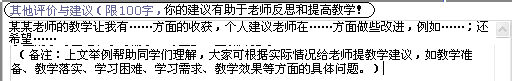 其他评价与建议（限100字，你的建议有助于老师反思和提高教学！
某某老师的教学让我有……方面的收获，个人建议老师在……方面做些改进，例如……；还
希望……
（备注：上文举例帮助同学们理解，大家可根据实际情况给老师提教学建议，如教学准
备、教学落实、学习困难、学习需求、教学效果等方面的具体问题。）